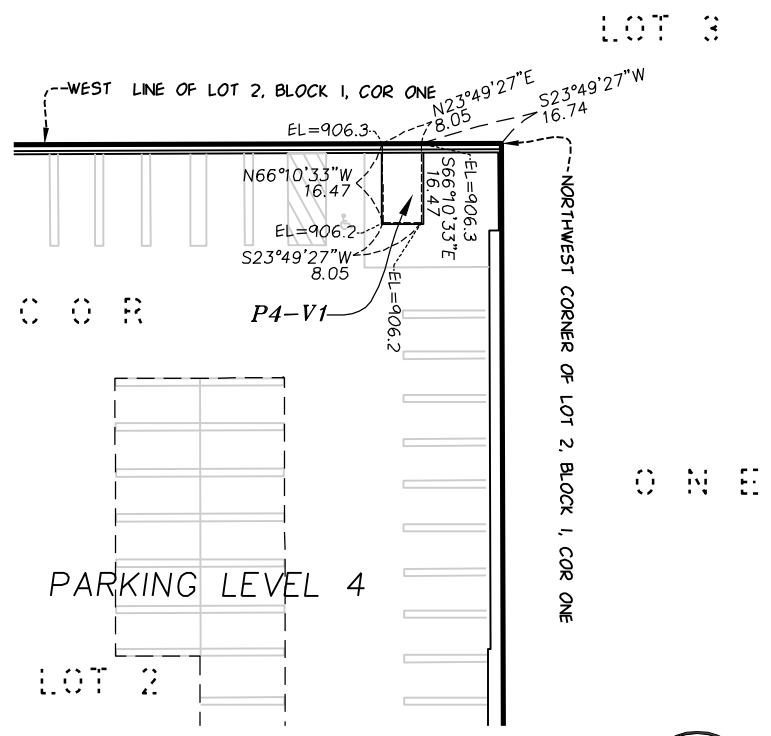 LOT 3
WEST LINE OF LOT 2, BLOCK 1, COR ONE
N23°49'27"E
8.05
S23°49'27"W
16.74
EL=906.3
N66°10'33"W
16.47
S66°10'33"E
16.47
EL=906.3
EL=906.2
S23°49'27"W
8.05
EL=906.2
P4-V1
NORTHWEST CORNER OF LOT 2, BLOCK 1, COR ONE
COR
ONE
PARKING LEVEL 4
LOT 2